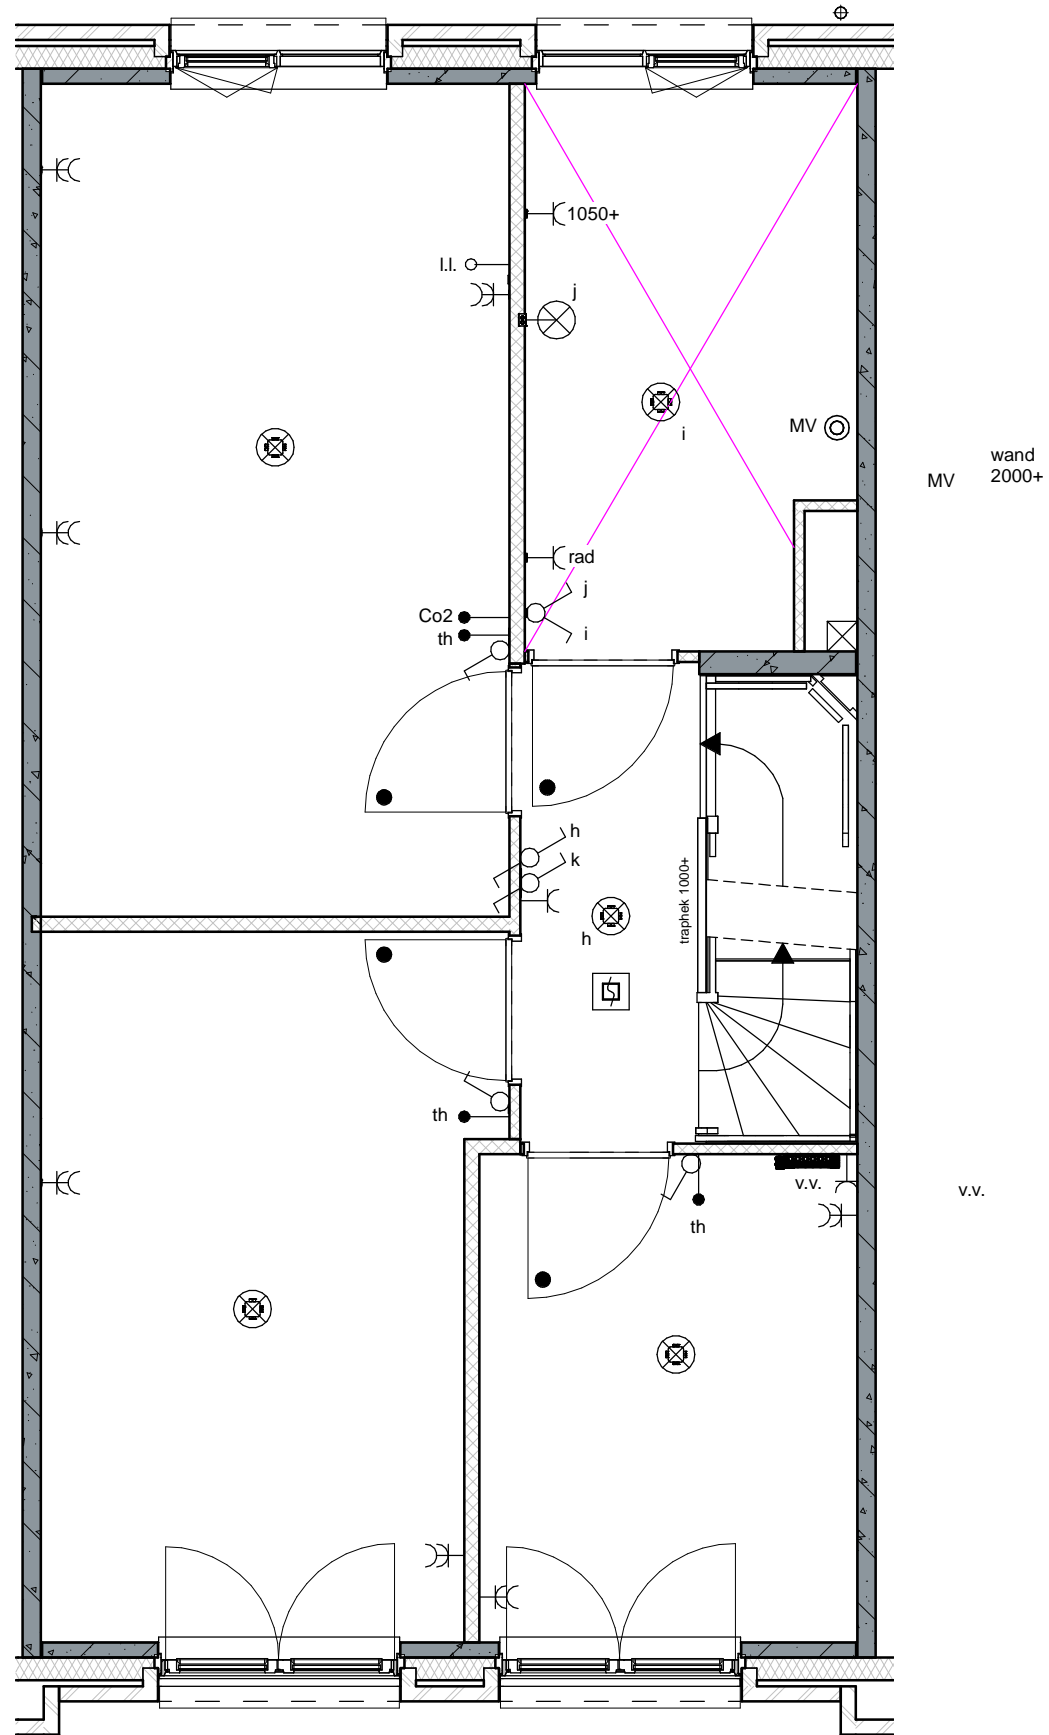 1050+
l.l.
j
i
MV
wand
2000+
MV
rad
j
Co2
th
i
h
k
traphek 1000+
h
th
v.v.
v.v.
th